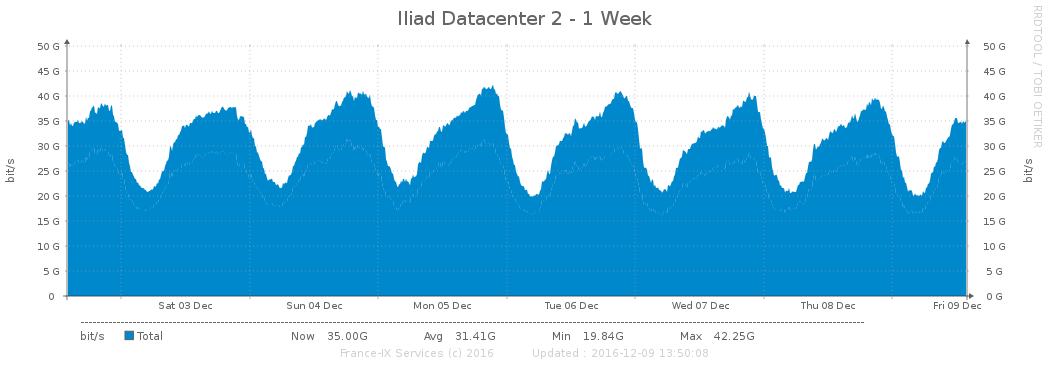 Iliad Datacenter 2 - 1 Week
RRDTOOL / TOBI OETIKER
50 G 50 G
45 G 45 G
40 G 40 G
35 G 35 G
30 G 30 G
25 G 25 G
20 G 20 G
15 G 15 G
10 G 10 G
5 G 5 G
0 0 G
bit/s bit/s
Sat 03 Dec Sun 04 Dec Mon 05 Dec Tue 06 Dec Wed 07 Dec Thu 08 Dec Fri 09 Dec
bit/s Total Now 35.00G Avg 31.41G Min 19.84G Max 42.25G
France-IX Services (c) 2016 Updated : 2016-12-09 13:50:08